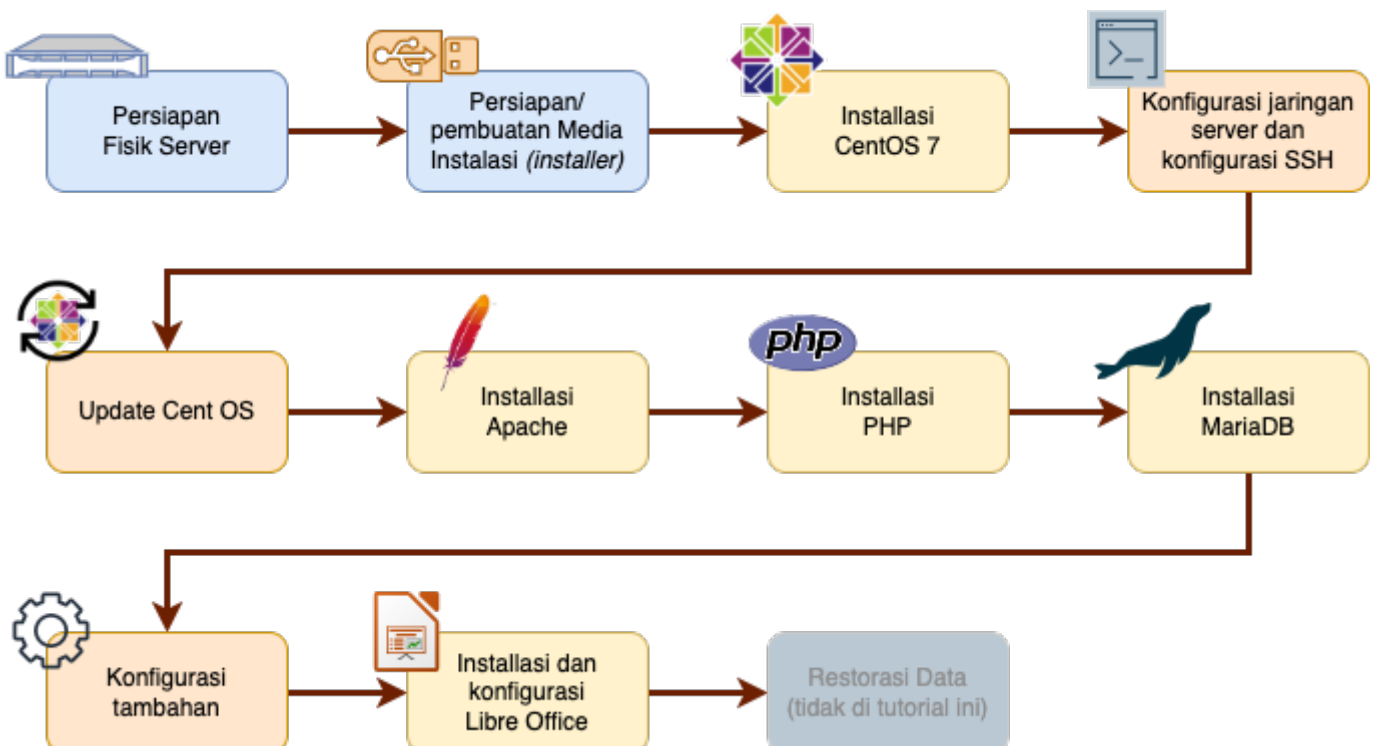 Persiapan
Fisik Server
Persiapan/
pembuatan Media
Instalasi (installer)
Installasi
CentOS 7
>_
Konfigurasi jaringan
server dan
konfigurasi SSH
Update Cent OS
Installasi
Apache
php
Installasi
PHP
Installasi
MariaDB
Konfigurasi
tambahan
Installasi dan
konfigurasi
Libre Office
Restorasi Data
(tidak di tutorial ini)